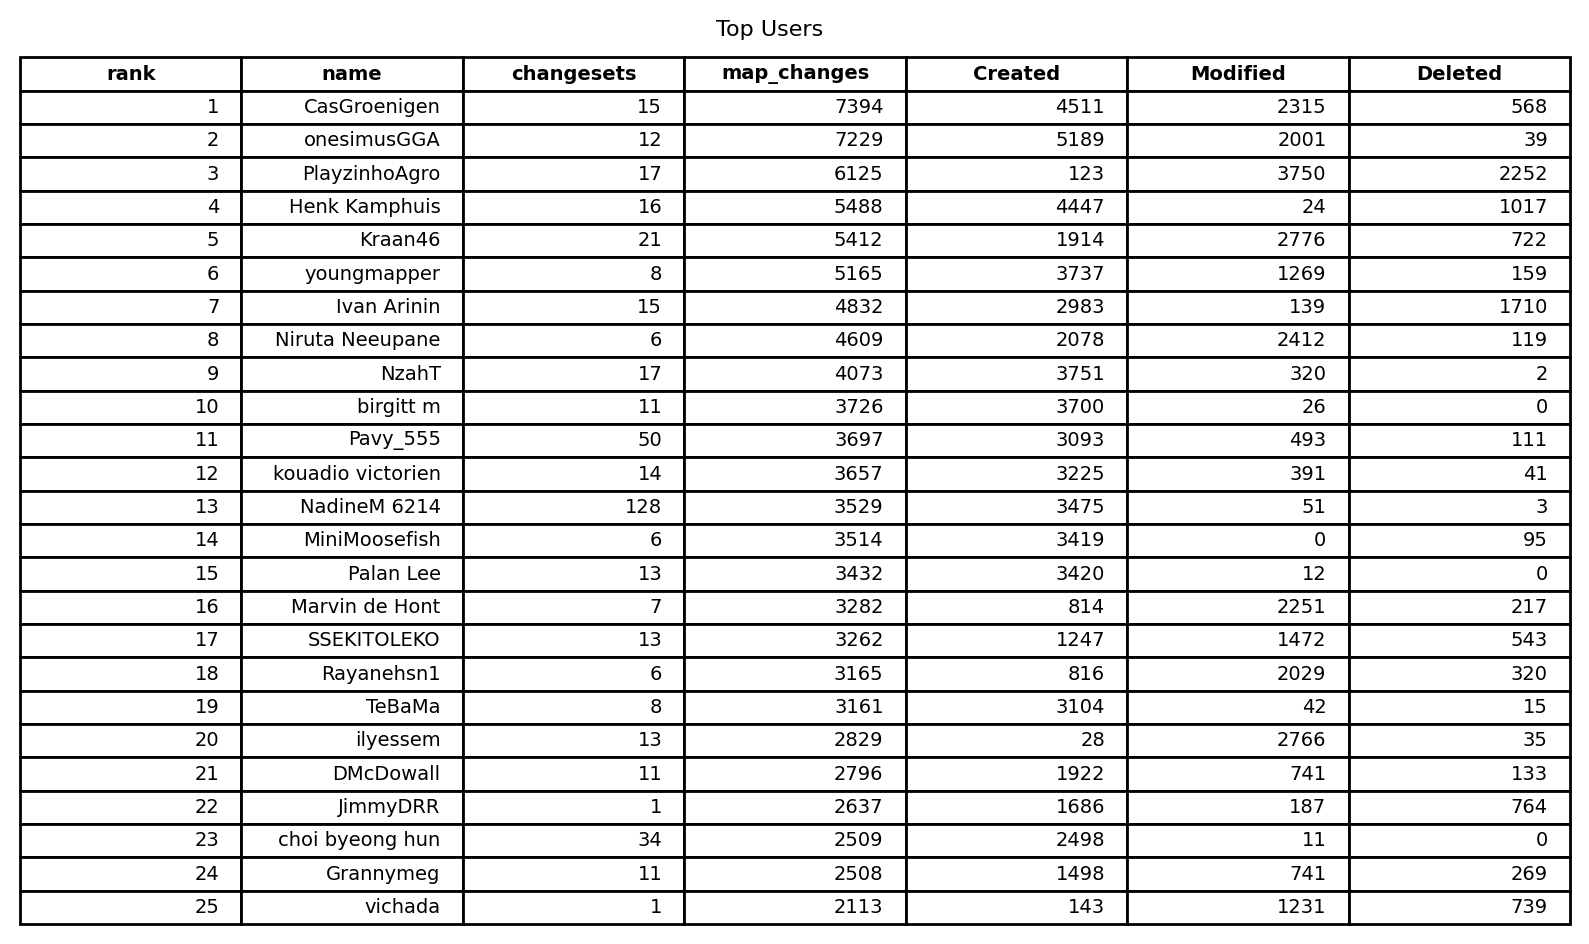 Top Users
rank name changesets map_changes Created Modified Deleted
1 CasGroenigen 15 7394 4511 2315 568
2 onesimusGGA 12 7229 5189 2001 39
3 PlayzinhoAgro 17 6125 123 3750 2252
4 Henk Kamphuis 16 5488 4447 24 1017
5 Kraan46 21 5412 1914 2776 722
6 youngmapper 8 5165 3737 1269 159
7 Ivan Arinin 15 4832 2983 139 1710
8 Niruta Neeupane 6 4609 2078 2412 119
9 NzahT 17 4073 3751 320 2
10 birgitt m 11 3726 3700 26 0
11 Pavy_555 50 3697 3093 493 111
12 kouadio victorien 14 3657 3225 391 41
13 NadineM 6214 128 3529 3475 51 3
14 MiniMoosefish 6 3514 3419 0 95
15 Palan Lee 13 3432 3420 12 0
16 Marvin de Hont 7 3282 814 2251 217
17 SSEKITOLEKO 13 3262 1247 1472 543
18 Rayanehsn1 6 3165 816 2029 320
19 TeBaMa 8 3161 3104 42 15
20 ilyessem 13 2829 28 2766 35
21 DMcDowall 11 2796 1922 741 133
22 JimmyDRR 1 2637 1686 187 764
23 choi byeong hun 34 2509 2498 11 0
24 Grannymeg 11 2508 1498 741 269
25 vichada 1 2113 143 1231 739